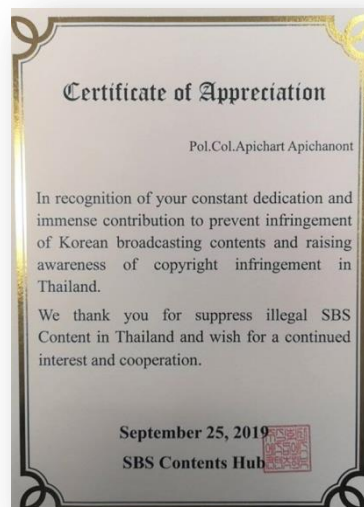 Certificate of Appreciation
Pol.Col.Apichart Apichanont
In recognition of your constant dedication and
immense contribution to prevent infringement
of Korean broadcasting contents and raising
awareness of copyright infringement in
Thailand.
We thank you for suppress illegal SBS
Content in Thailand and wish for a continued
interest and cooperation.
September 25, 2019
SBS Contents Hub